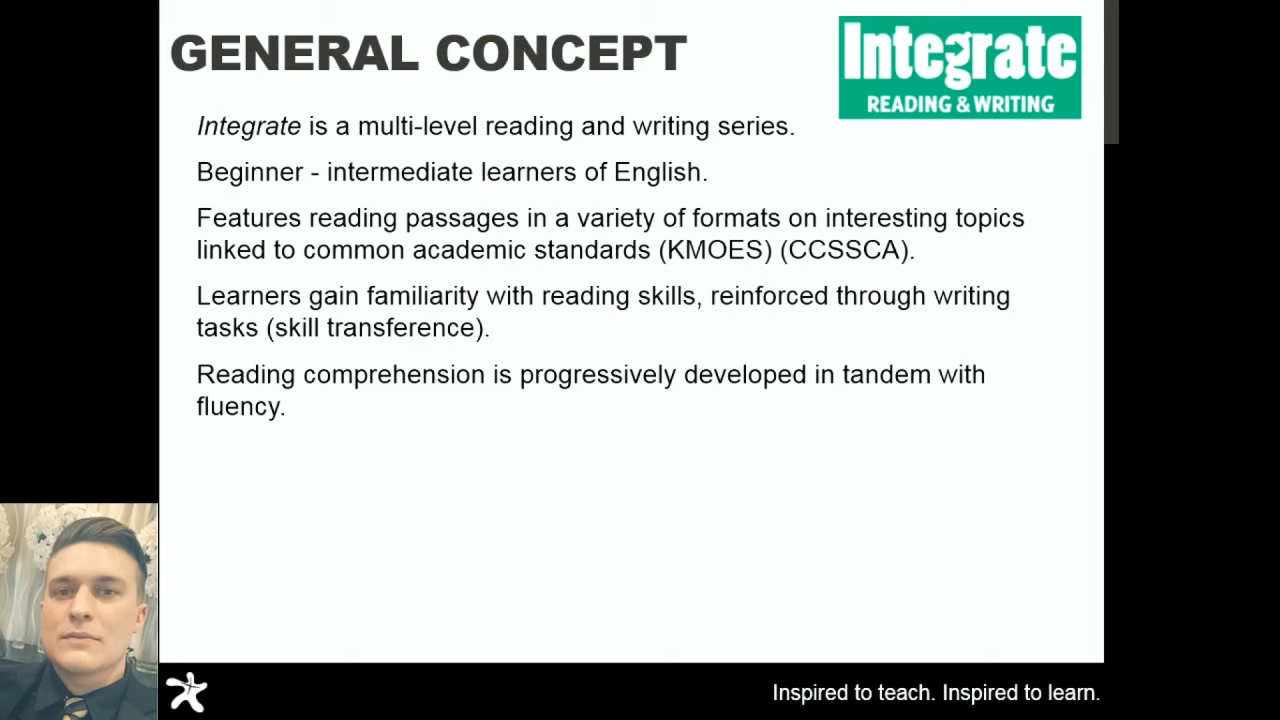 GENERAL CONCEPT
Integrate
READING & WRITING
Integrate is a multi-level reading and writing series.
Beginner - intermediate learners of English.
Features reading passages in a variety of formats on interesting topics
linked to common academic standards (KMOES) (CCSSCA).
Learners gain familiarity with reading skills, reinforced through writing
tasks (skill transference).
Reading comprehension is progressively developed in tandem with
fluency.
Inspired to teach. Inspired to learn.